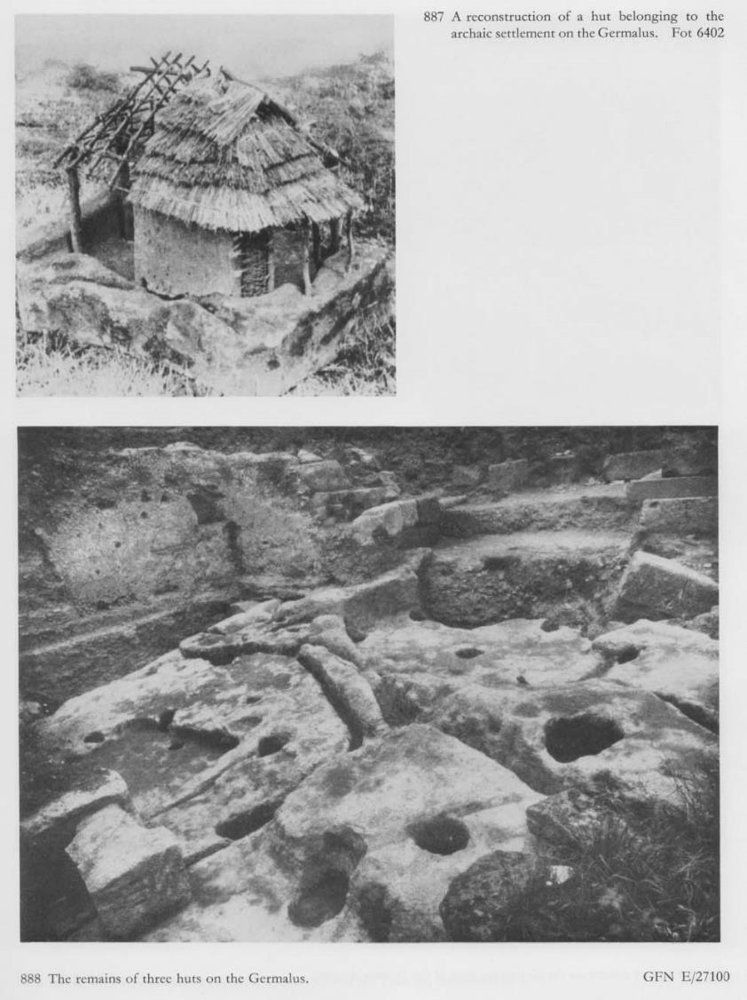 887 A reconstruction of a hut belonging to the
archaic settlement on the Germalus. Fot 6402
888 The remains of three huts on the Germalus. GFN E/27100